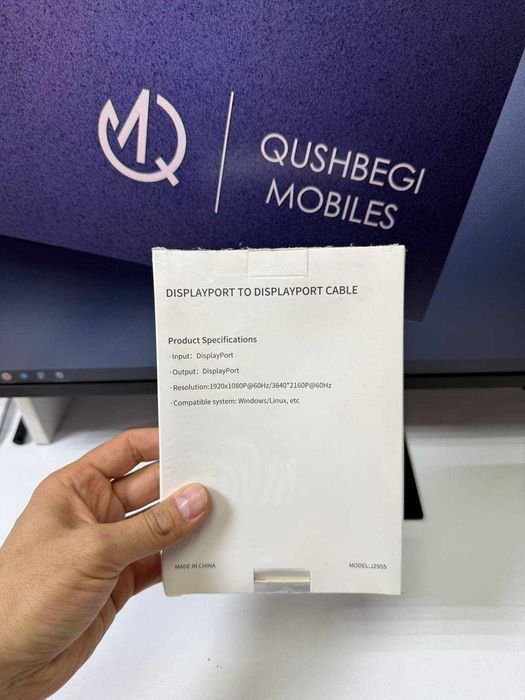 QUSHBEGI
MOBILES
DISPLAYPORT TO DISPLAYPORT CABLE
Product Specifications
·Input: DisplayPort
·Output: DisplayPort
·Resolution:1920x1080P@60Hz/3840*2160P@60Hz
·Compatible system: Windows/Linux, etc
MADE IN CHINA
MODEL:JZ955